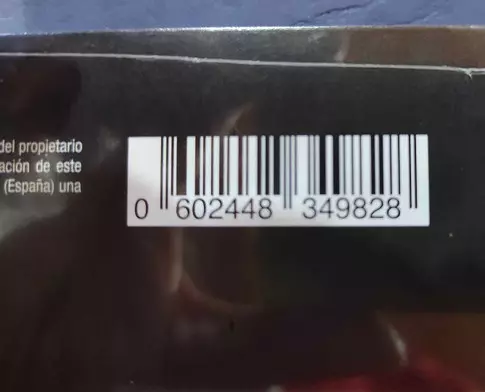 del propietario
ación de este
(España) una
0 602448 349828